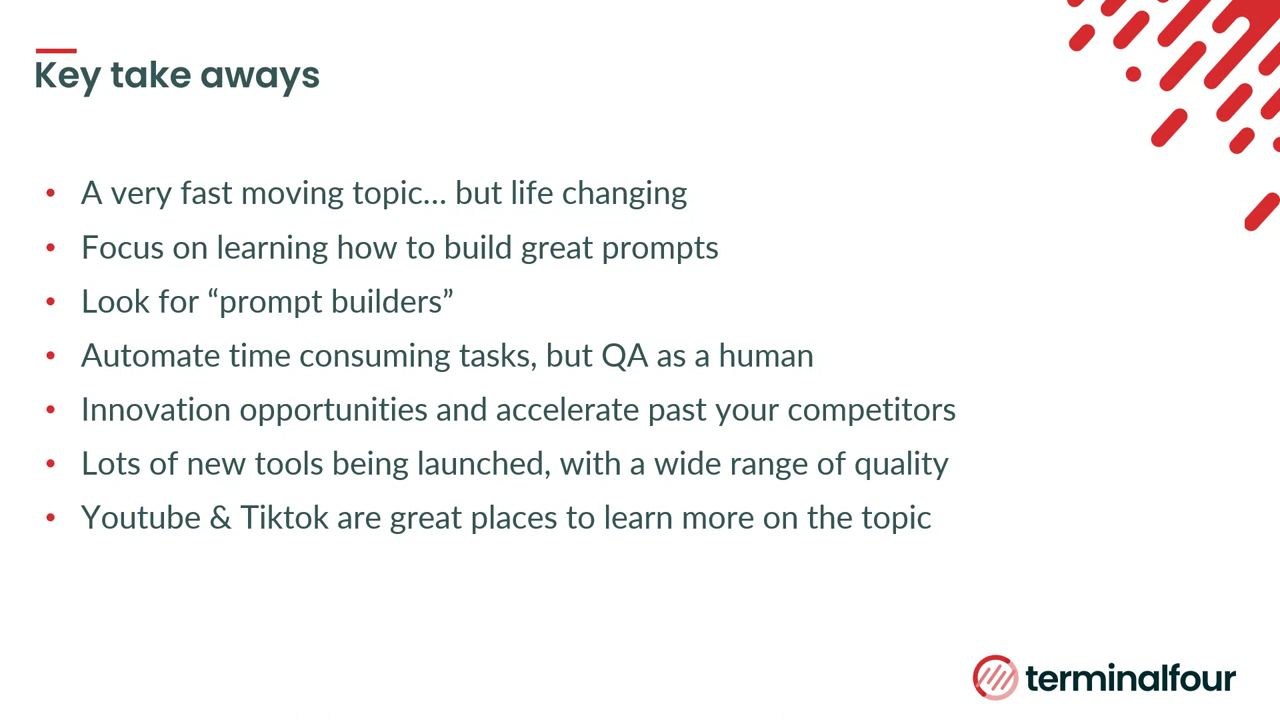 Key take aways
• A very fast moving topic... but life changing
• Focus on learning how to build great prompts
• Look for “prompt builders”
• Automate time consuming tasks, but QA as a human
• Innovation opportunities and accelerate past your competitors
• Lots of new tools being launched, with a wide range of quality
• Youtube & Tiktok are great places to learn more on the topic
terminalfour